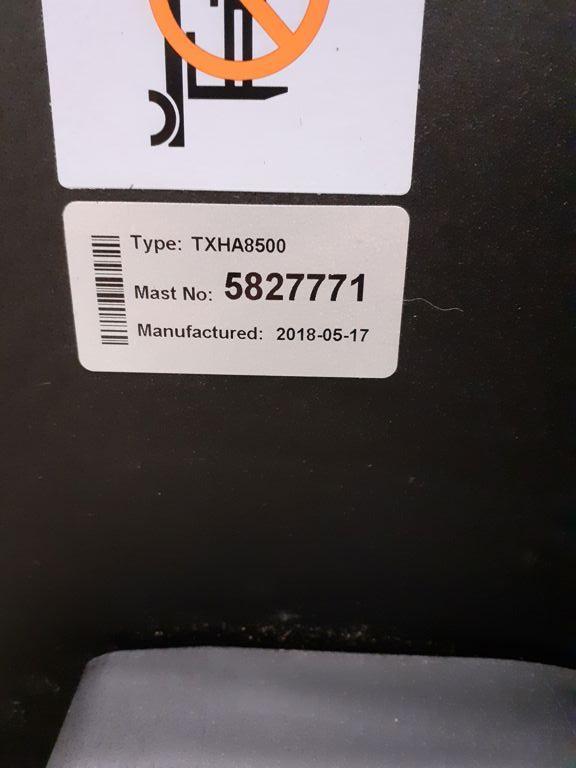 Type: TXHA8500
Mast No: 5827771
Manufactured: 2018-05-17